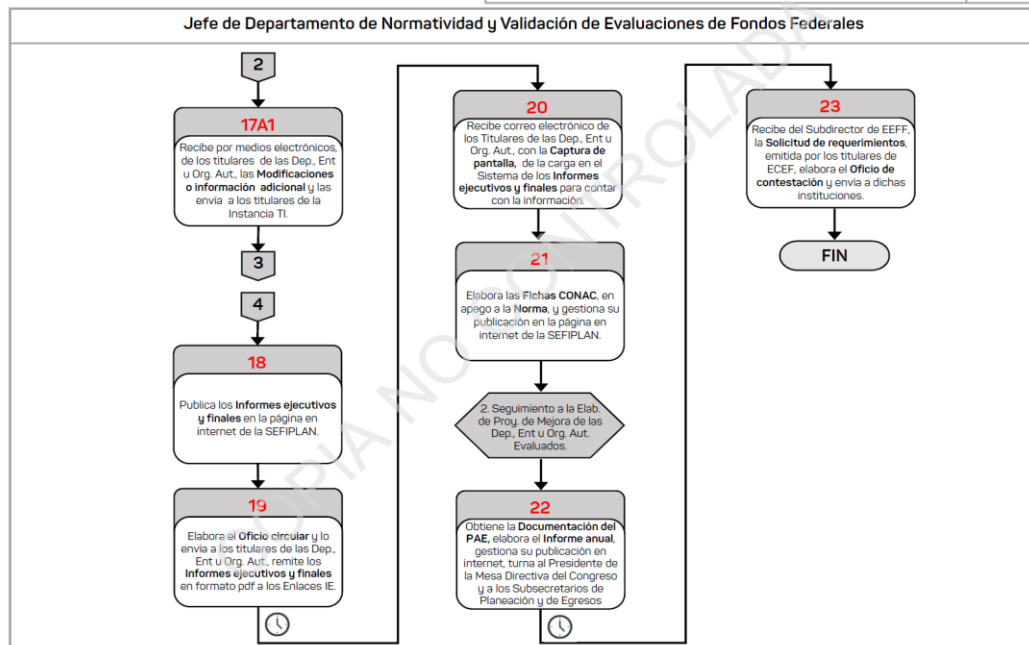 Jefe de Departamento de Normatividad y Validación de Evaluaciones de Fondos Federales
2
17A1
Recibe por medios electrónicos,
de los titulares de las Dep., Ent
u Org. Aut., las Modificaciones
o información adicional y las
envía a los titulares de la
Instancia TI.
3
4
18
Publica los Informes ejecutivos
y finales en la página en
internet de la SEFIPLAN.
19
Elabora el Oficio circular y lo
envía a los titulares de las Dep.,
Ent u Org. Aut., remite los
Informes ejecutivos y finales
en formato pdf a los Enlaces IE.
20
Recibe correo electrónico de
los Titulares de las Dep., Ent u
Org. Aut., con la Captura de
pantalla, de la carga en el
Sistema de los Informes
ejecutivos y finales para contar
con la información.
21
Elabora las Fichas CONAC, en
apego a la Norma, y gestiona su
publicación en la página en
internet de la SEFIPLAN.
2. Seguimiento a la Elab.
de Proy. de Mejora de las
Dep., Ent u Org. Aut.
Evaluados.
22
Obtiene la Documentación del
PAE, elabora el Informe anual,
gestiona su publicación en
internet, turna al Presidente de
la Mesa Directiva del Congreso
y a los Subsecretarios de
Planeación y de Egresos
23
Recibe del Subdirector de EEFF,
la Solicitud de requerimientos,
emitida por los titulares de
ECEF, elabora el Oficio de
contestación y envía a dichas
instituciones.
FIN
COPIA NO CONTROLADA